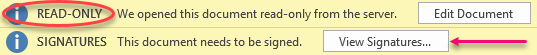 READ-ONLY We opened this document read-only from the server. Edit Document
SIGNATURES This document needs to be signed. View Signatures...